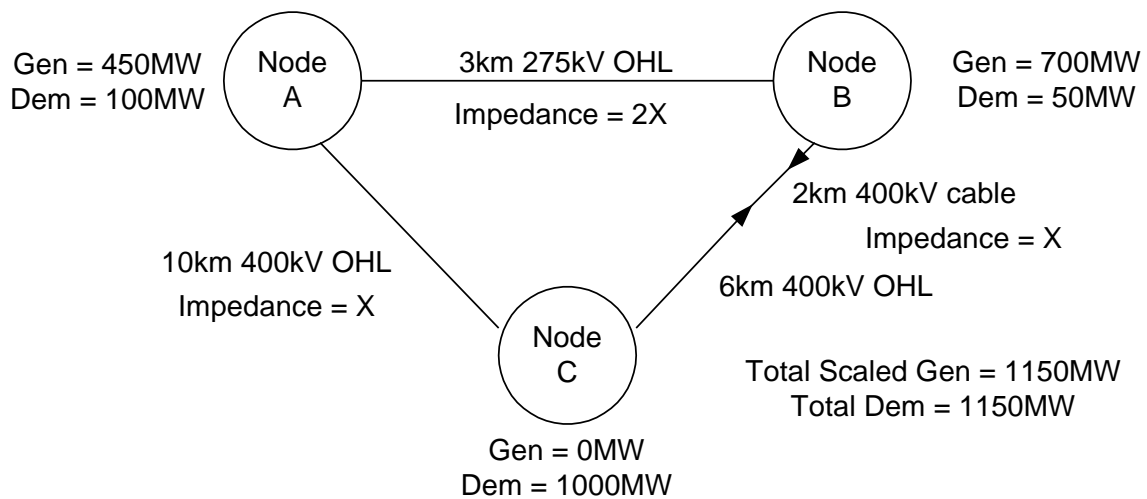 Gen = 450MW
Dem = 100MW
Node
A
3km 275kV OHL
Impedance = 2X
Node
B
Gen = 700MW
Dem = 50MW
2km 400kV cable
Impedance = X
10km 400kV OHL
Impedance = X
6km 400kV OHL
Node
C
Total Scaled Gen = 1150MW
Total Dem = 1150MW
Gen = 0MW
Dem = 1000MW